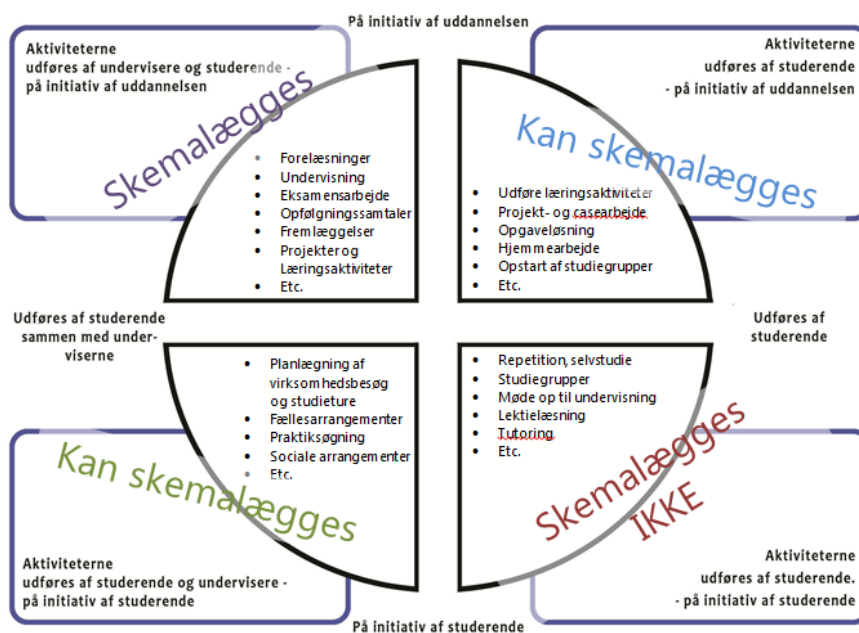 På initiativ af uddannelsen
Aktiviteterne
udføres af undervisere og studerende -
på initiativ af uddannelsen
Skemalægges
Forelæsninger
Undervisning
Eksamensarbejde
Opfølgningssamtaler
Fremlæggelser
Projekter og
Læringsaktiviteter
Etc.
Aktiviteterne
udføres af studerende
- på initiativ af uddannelsen
Kan skemalægges
Udføre læringsaktiviteter
Projekt- og casearbejde
Opgaveløsning
Hjemmearbejde
Opstart af studiegrupper
Etc.
Udføres af studerende
sammen med under-
viserne
Udføres af
studerende
Planlægning af
virksomhedsbesøg
og studieture
Fællesarrangementer
Praktiksøgning
Sociale arrangementer
Etc.
Kan skemalægges
Aktiviteterne
udføres af studerende og undervisere -
på initiativ af studerende
Repetition, selvstudie
Studiegrupper
Møde op til undervisning
Lektielæsning
Tutoring
Etc.
Skemalægges
IKKE
Aktiviteterne
udføres af studerende.
- på initiativ af studerende
På initiativ af studerende